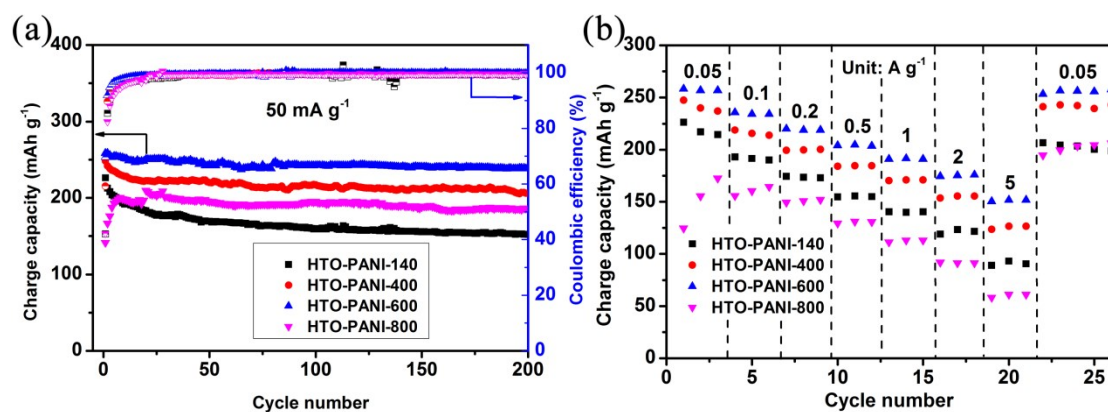 (a)
400
350
300
250
200
150
100
50
0
Charge capacity (mAh g⁻¹)
50 mA g⁻¹
HTO-PANI-140
HTO-PANI-400
HTO-PANI-600
HTO-PANI-800
100
80
60
40
20
0
Coulombic efficiency (%)
0 50 100 150 200
Cycle number
(b)
300
250
200
150
100
50
0
Charge capacity (mAh g⁻¹)
Unit: A g⁻¹
0.05 0.1 0.2 0.5 1 2 5 0.05
HTO-PANI-140
HTO-PANI-400
HTO-PANI-600
HTO-PANI-800
0 5 10 15 20 25
Cycle number